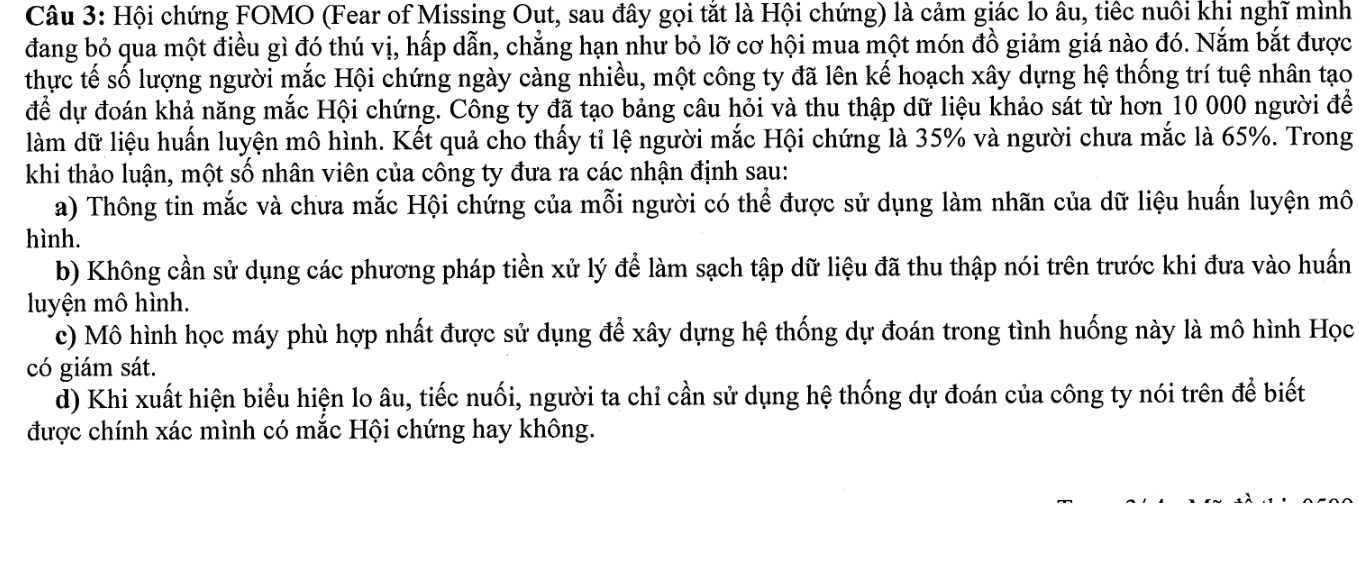 Câu 3: Hội chứng FOMO (Fear of Missing Out, sau đây gọi tắt là Hội chứng) là cảm giác lo âu, tiếc nuối khi nghĩ mình
đang bỏ qua một điều gì đó thú vị, hấp dẫn, chẳng hạn như bỏ lỡ cơ hội mua một món đồ giảm giá nào đó. Nắm bắt được
thực tế số lượng người mắc Hội chứng ngày càng nhiều, một công ty đã lên kế hoạch xây dựng hệ thống trí tuệ nhân tạo
để dự đoán khả năng mắc Hội chứng. Công ty đã tạo bảng câu hỏi và thu thập dữ liệu khảo sát từ hơn 10 000 người để
làm dữ liệu huấn luyện mô hình. Kết quả cho thấy tỉ lệ người mắc Hội chứng là 35% và người chưa mắc là 65%. Trong
khi thảo luận, một số nhân viên của công ty đưa ra các nhận định sau:
a) Thông tin mắc và chưa mắc Hội chứng của mỗi người có thể được sử dụng làm nhãn của dữ liệu huấn luyện mô
hình.
b) Không cần sử dụng các phương pháp tiền xử lý để làm sạch tập dữ liệu đã thu thập nói trên trước khi đưa vào huấn
luyện mô hình.
c) Mô hình học máy phù hợp nhất được sử dụng để xây dựng hệ thống dự đoán trong tình huống này là mô hình Học
có giám sát.
d) Khi xuất hiện biểu hiện lo âu, tiếc nuối, người ta chỉ cần sử dụng hệ thống dự đoán của công ty nói trên để biết
được chính xác mình có mắc Hội chứng hay không.